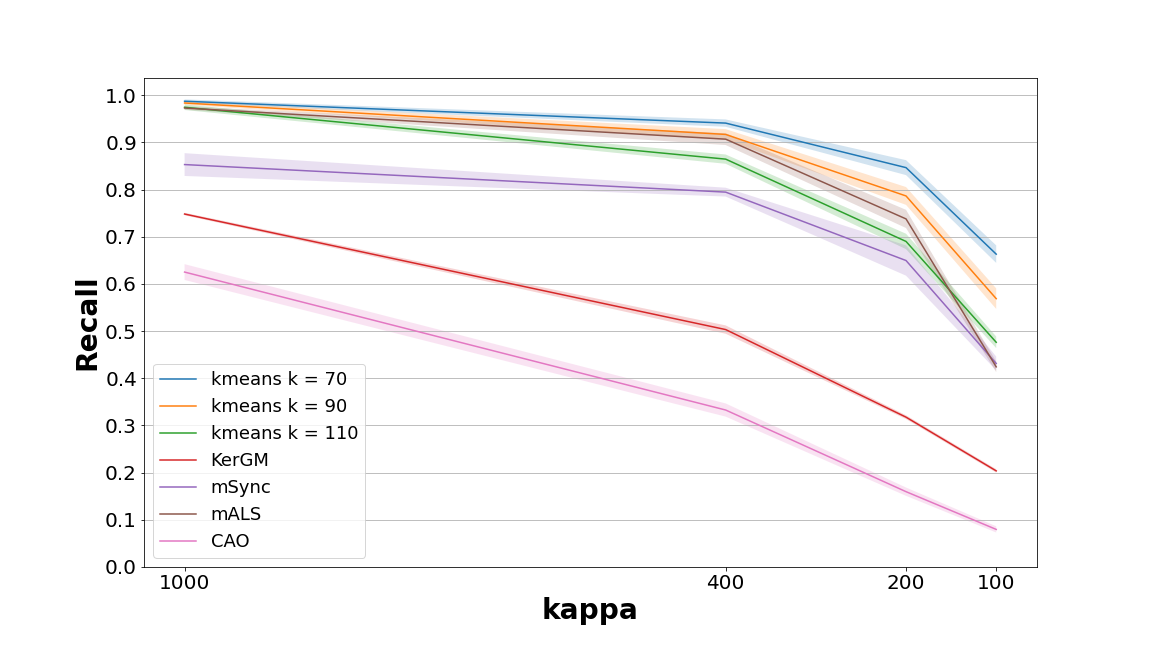 1.0
0.9
0.8
0.7
0.6
0.5
0.4
0.3
0.2
0.1
0.0
Recall
kmeans k = 70
kmeans k = 90
kmeans k = 110
KerGM
mSync
mALS
CAO
1000 400 200 100
kappa